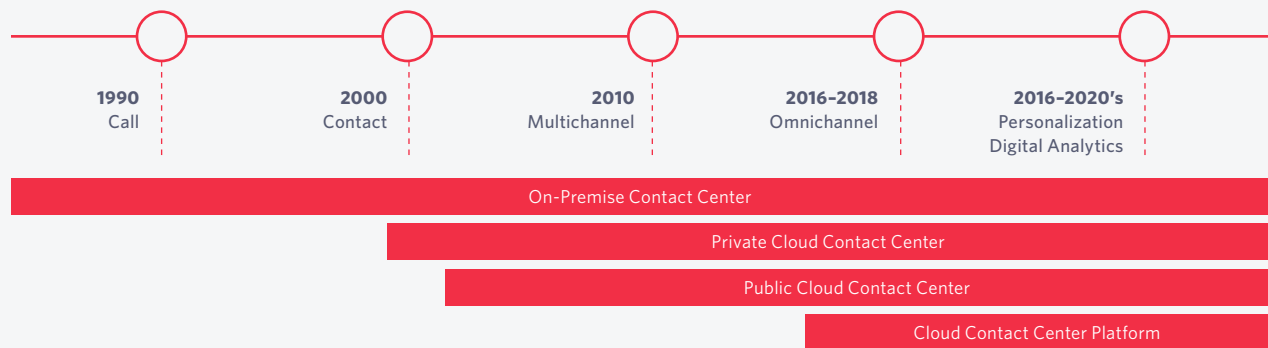 1990
Call
2000
Contact
2010
Multichannel
2016–2018
Omnichannel
2016–2020's
Personalization
Digital Analytics
On-Premise Contact Center
Private Cloud Contact Center
Public Cloud Contact Center
Cloud Contact Center Platform